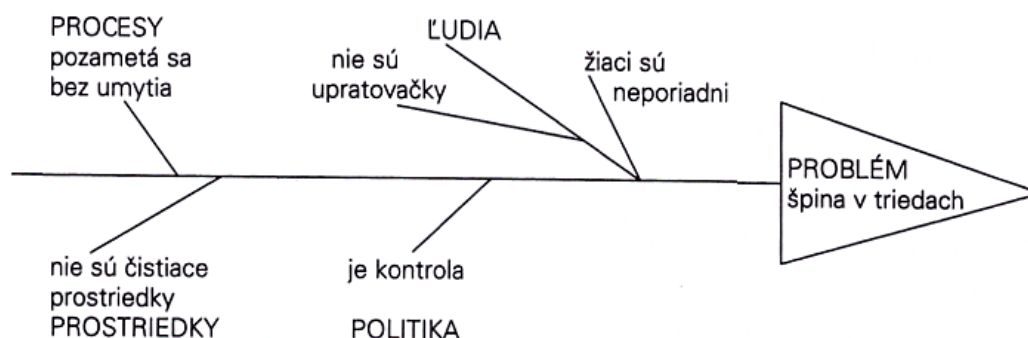 PROCESY
pozametá sa
bez umytia
ĽUDIA
nie sú
upratovačky
žiaci sú
neporiadni
PROBLÉM
špina v triedach
nie sú čistiace
prostriedky
PROSTRIEDKY
je kontrola
POLITIKA